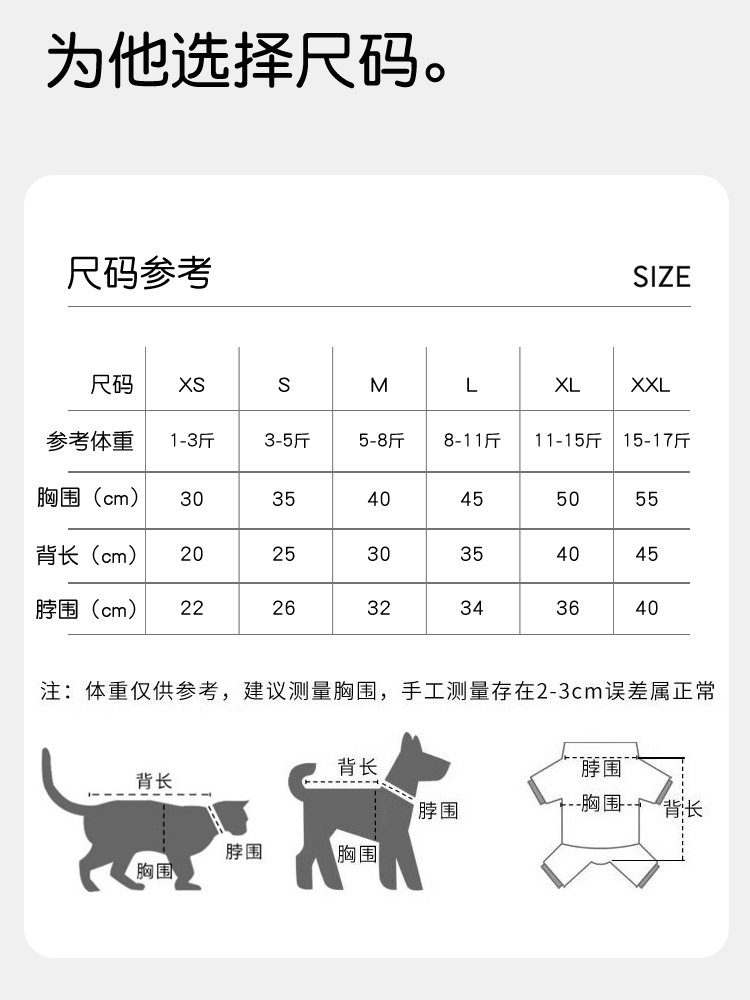 为他选择尺码。
尺码参考 SIZE
尺码 XS S M L XL XXL
参考体重 1-3斤 3-5斤 5-8斤 8-11斤 11-15斤 15-17斤
胸围（cm） 30 35 40 45 50 55
背长（cm） 20 25 30 35 40 45
脖围（cm） 22 26 32 34 36 40
注：体重仅供参考，建议测量胸围，手工测量存在2-3cm误差属正常
背长
脖围
胸围
背长
脖围
胸围
脖围
胸围
背长